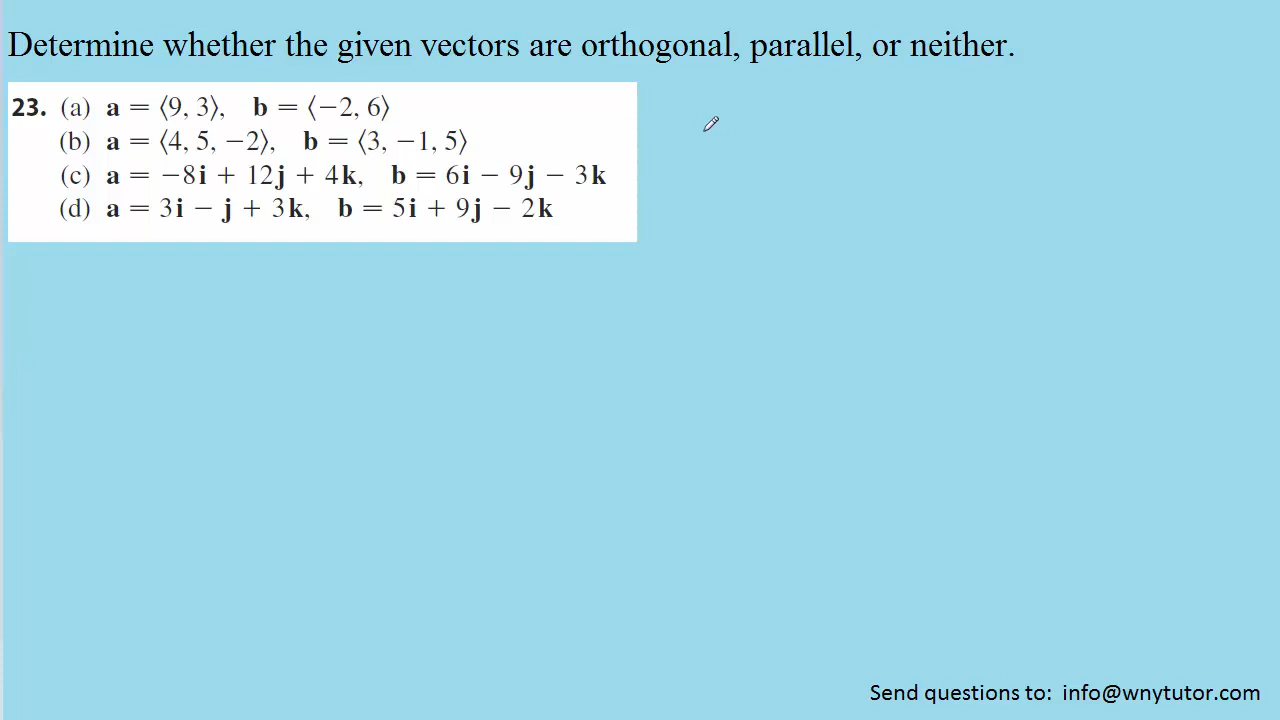 Determine whether the given vectors are orthogonal, parallel, or neither.
23. (a) a = ⟨9, 3⟩, b = ⟨−2, 6⟩
(b) a = ⟨4, 5, −2⟩, b = ⟨3, −1, 5⟩
(c) a = −8i + 12j + 4k, b = 6i − 9j − 3k
(d) a = 3i − j + 3k, b = 5i + 9j − 2k
Send questions to: info@wnytutor.com